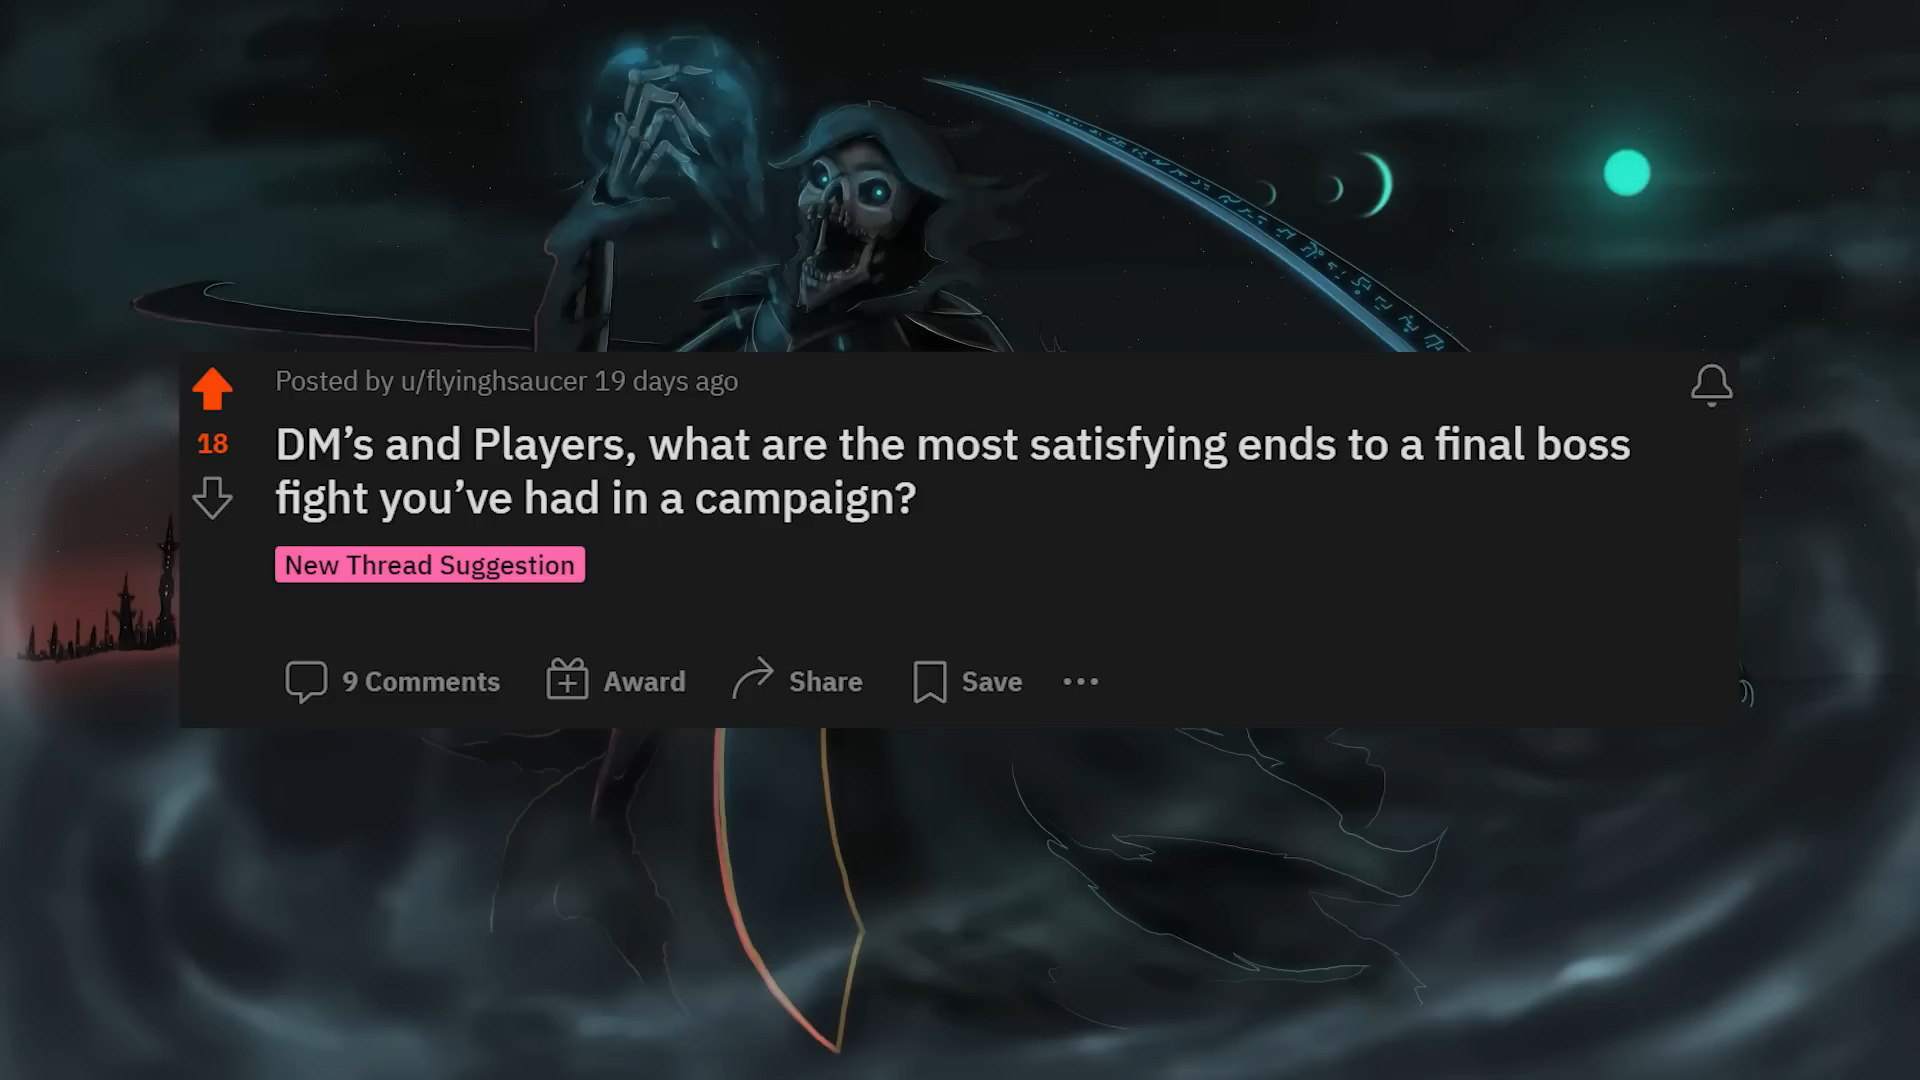 Posted by u/flyinghsaucer 19 days ago
18
DM’s and Players, what are the most satisfying ends to a final boss
fight you’ve had in a campaign?
New Thread Suggestion
9 Comments Award Share Save